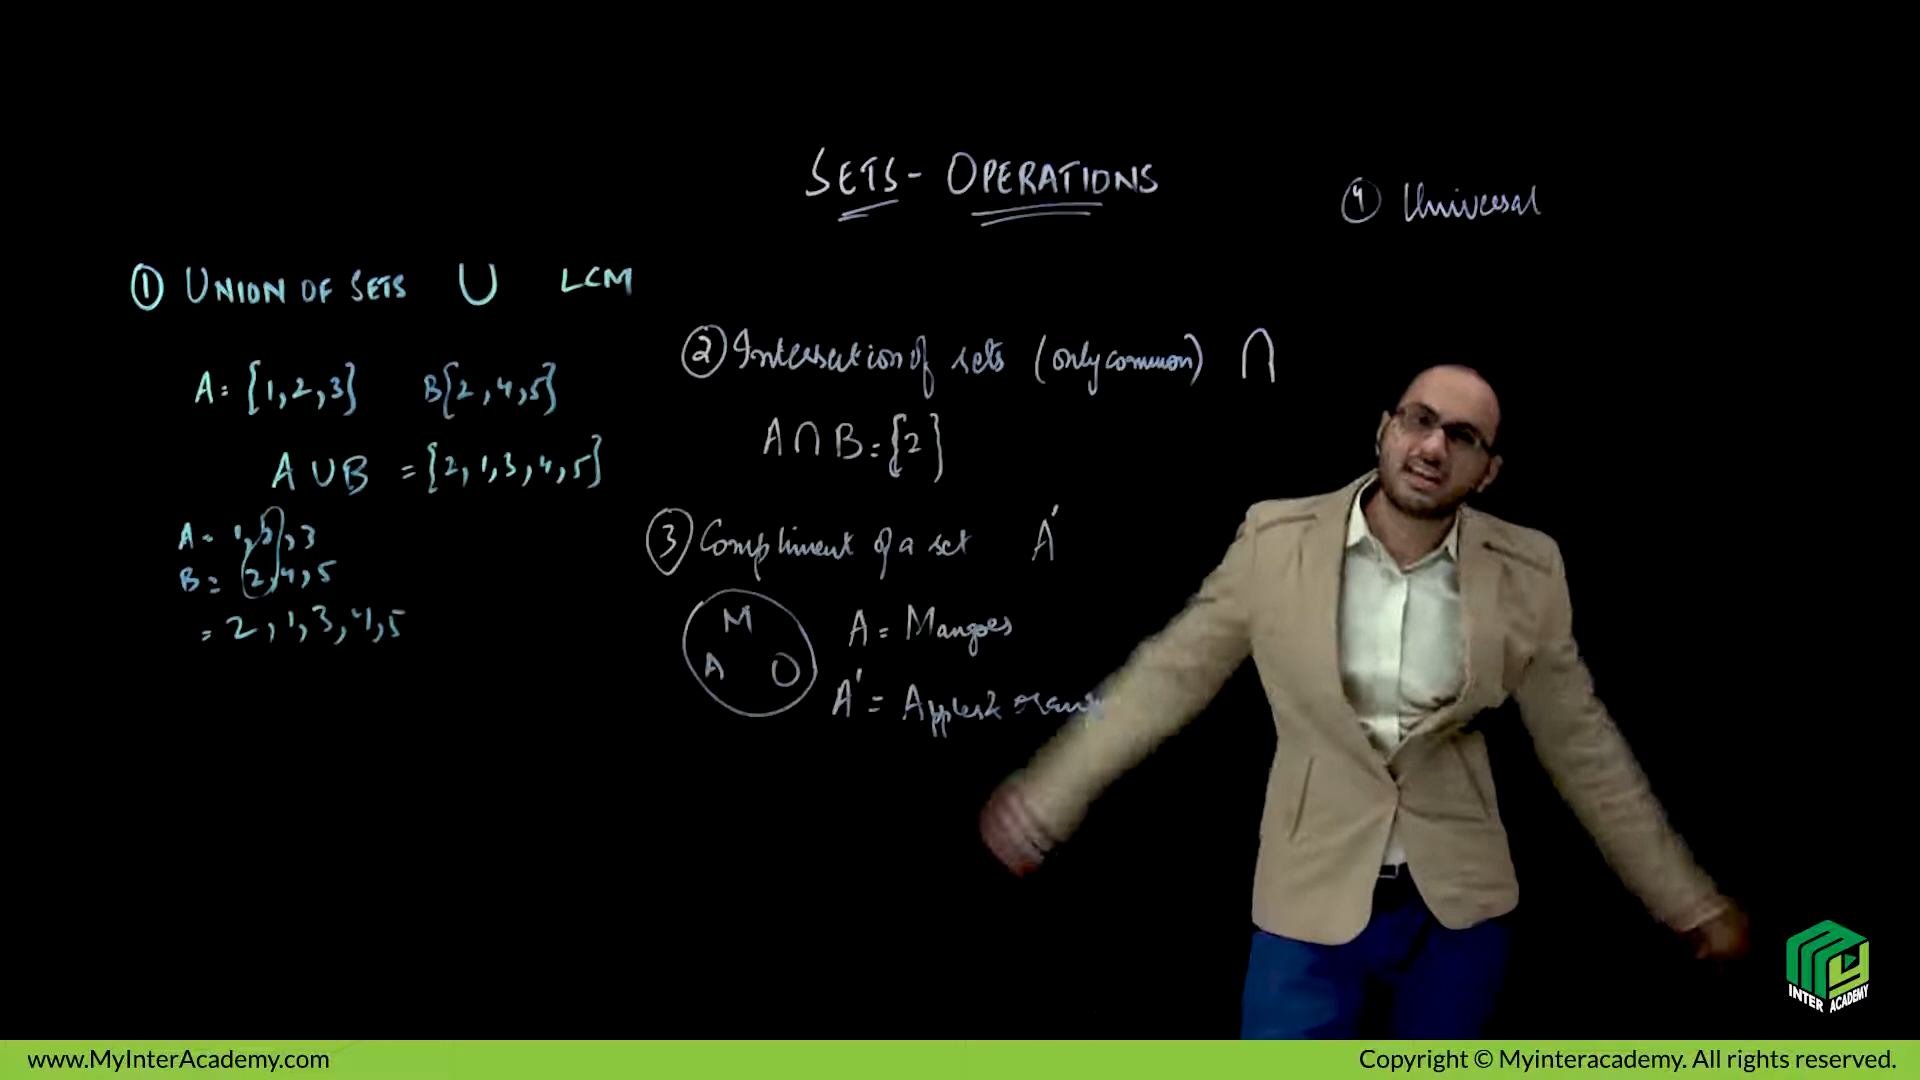 SETS - OPERATIONS
① UNION OF SETS ∪ LCM
A = {1, 2, 3} B{2, 4, 5}
A ∪ B = {2, 1, 3, 4, 5}
A = 1, 2, 3
B = 2, 4, 5
= 2, 1, 3, 4, 5
② Intersection of sets (only common) ∩
A ∩ B = {2}
③ Compliment of a set A'
M
A O
A = Mangoes
A' = Apples &
④ Universal
INTER ACADEMY
www.MyInterAcademy.com
Copyright © Myinteracademy. All rights reserved.